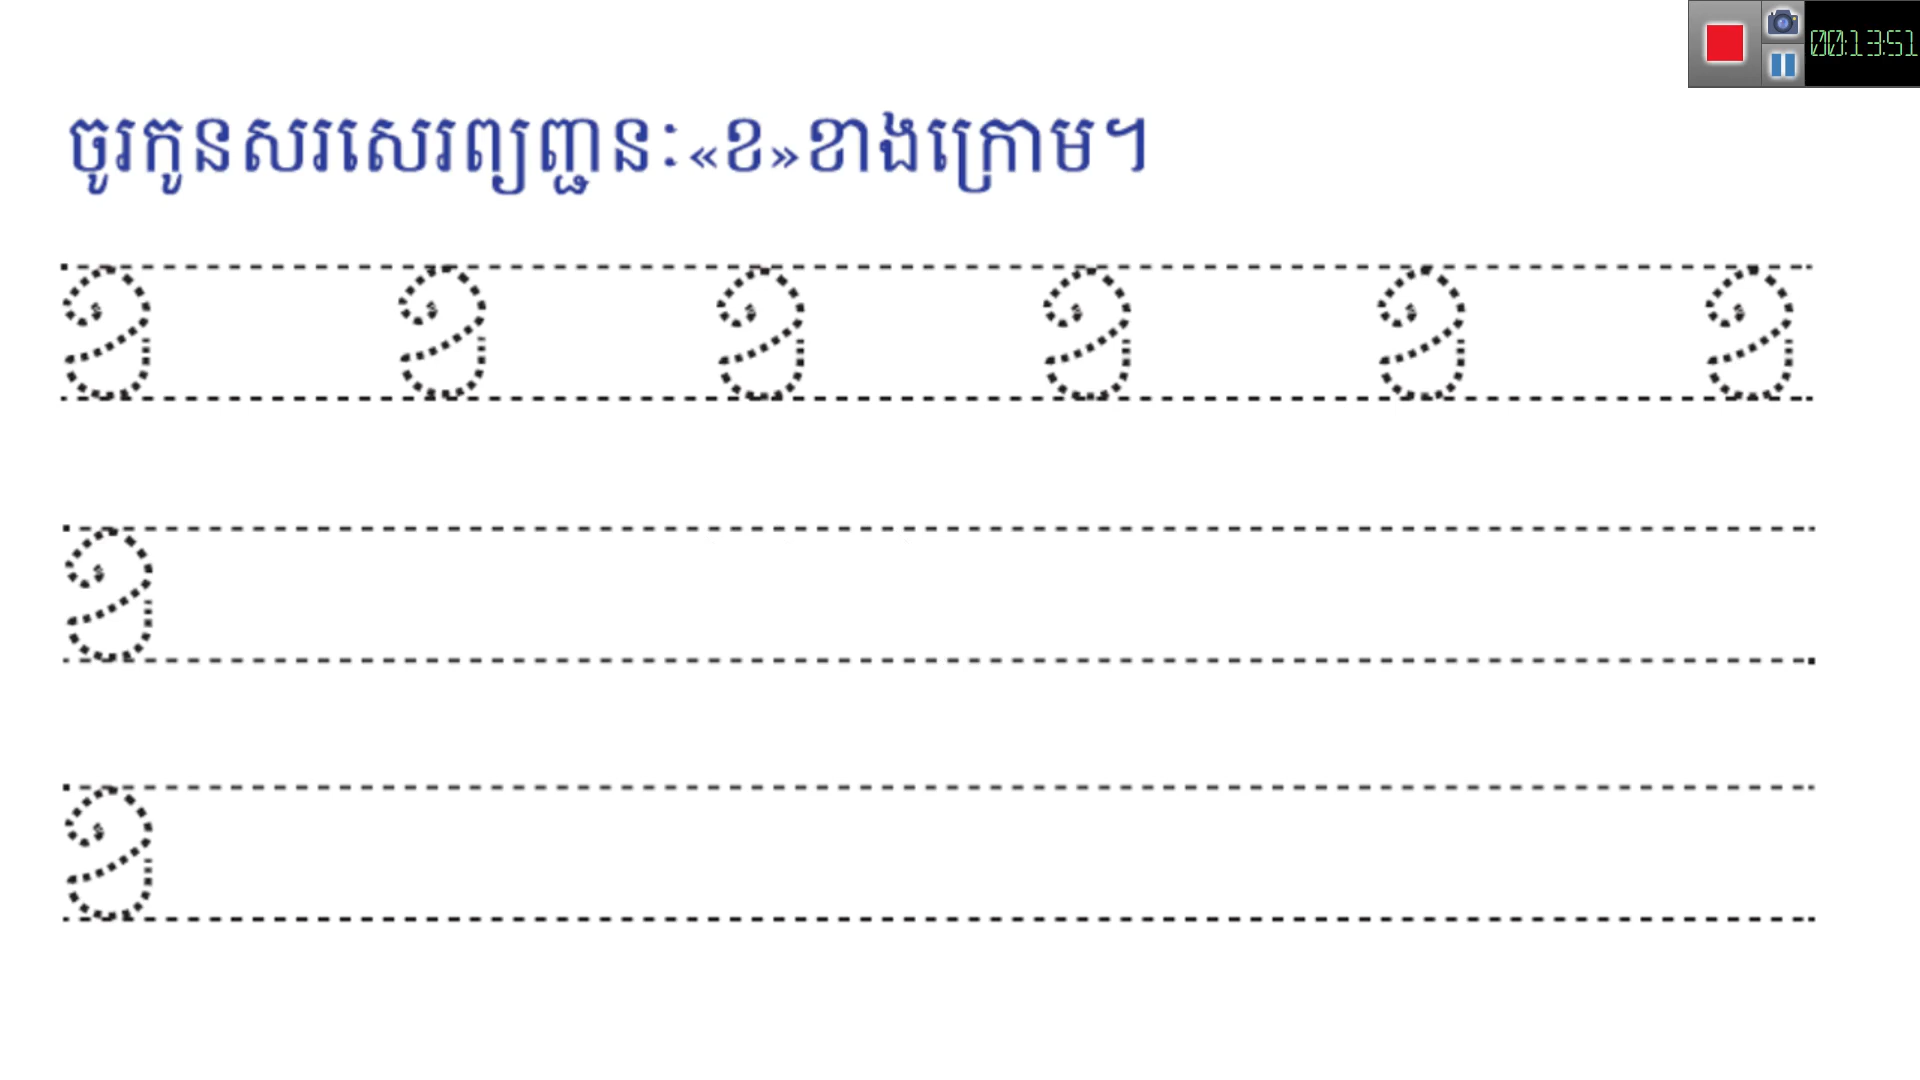 ចូរកូនសរសេរព្យញ្ជនៈ«ខ»ខាងក្រោម។
00:13:51
ខ ខ ខ ខ ខ ខ
ខ
ខ